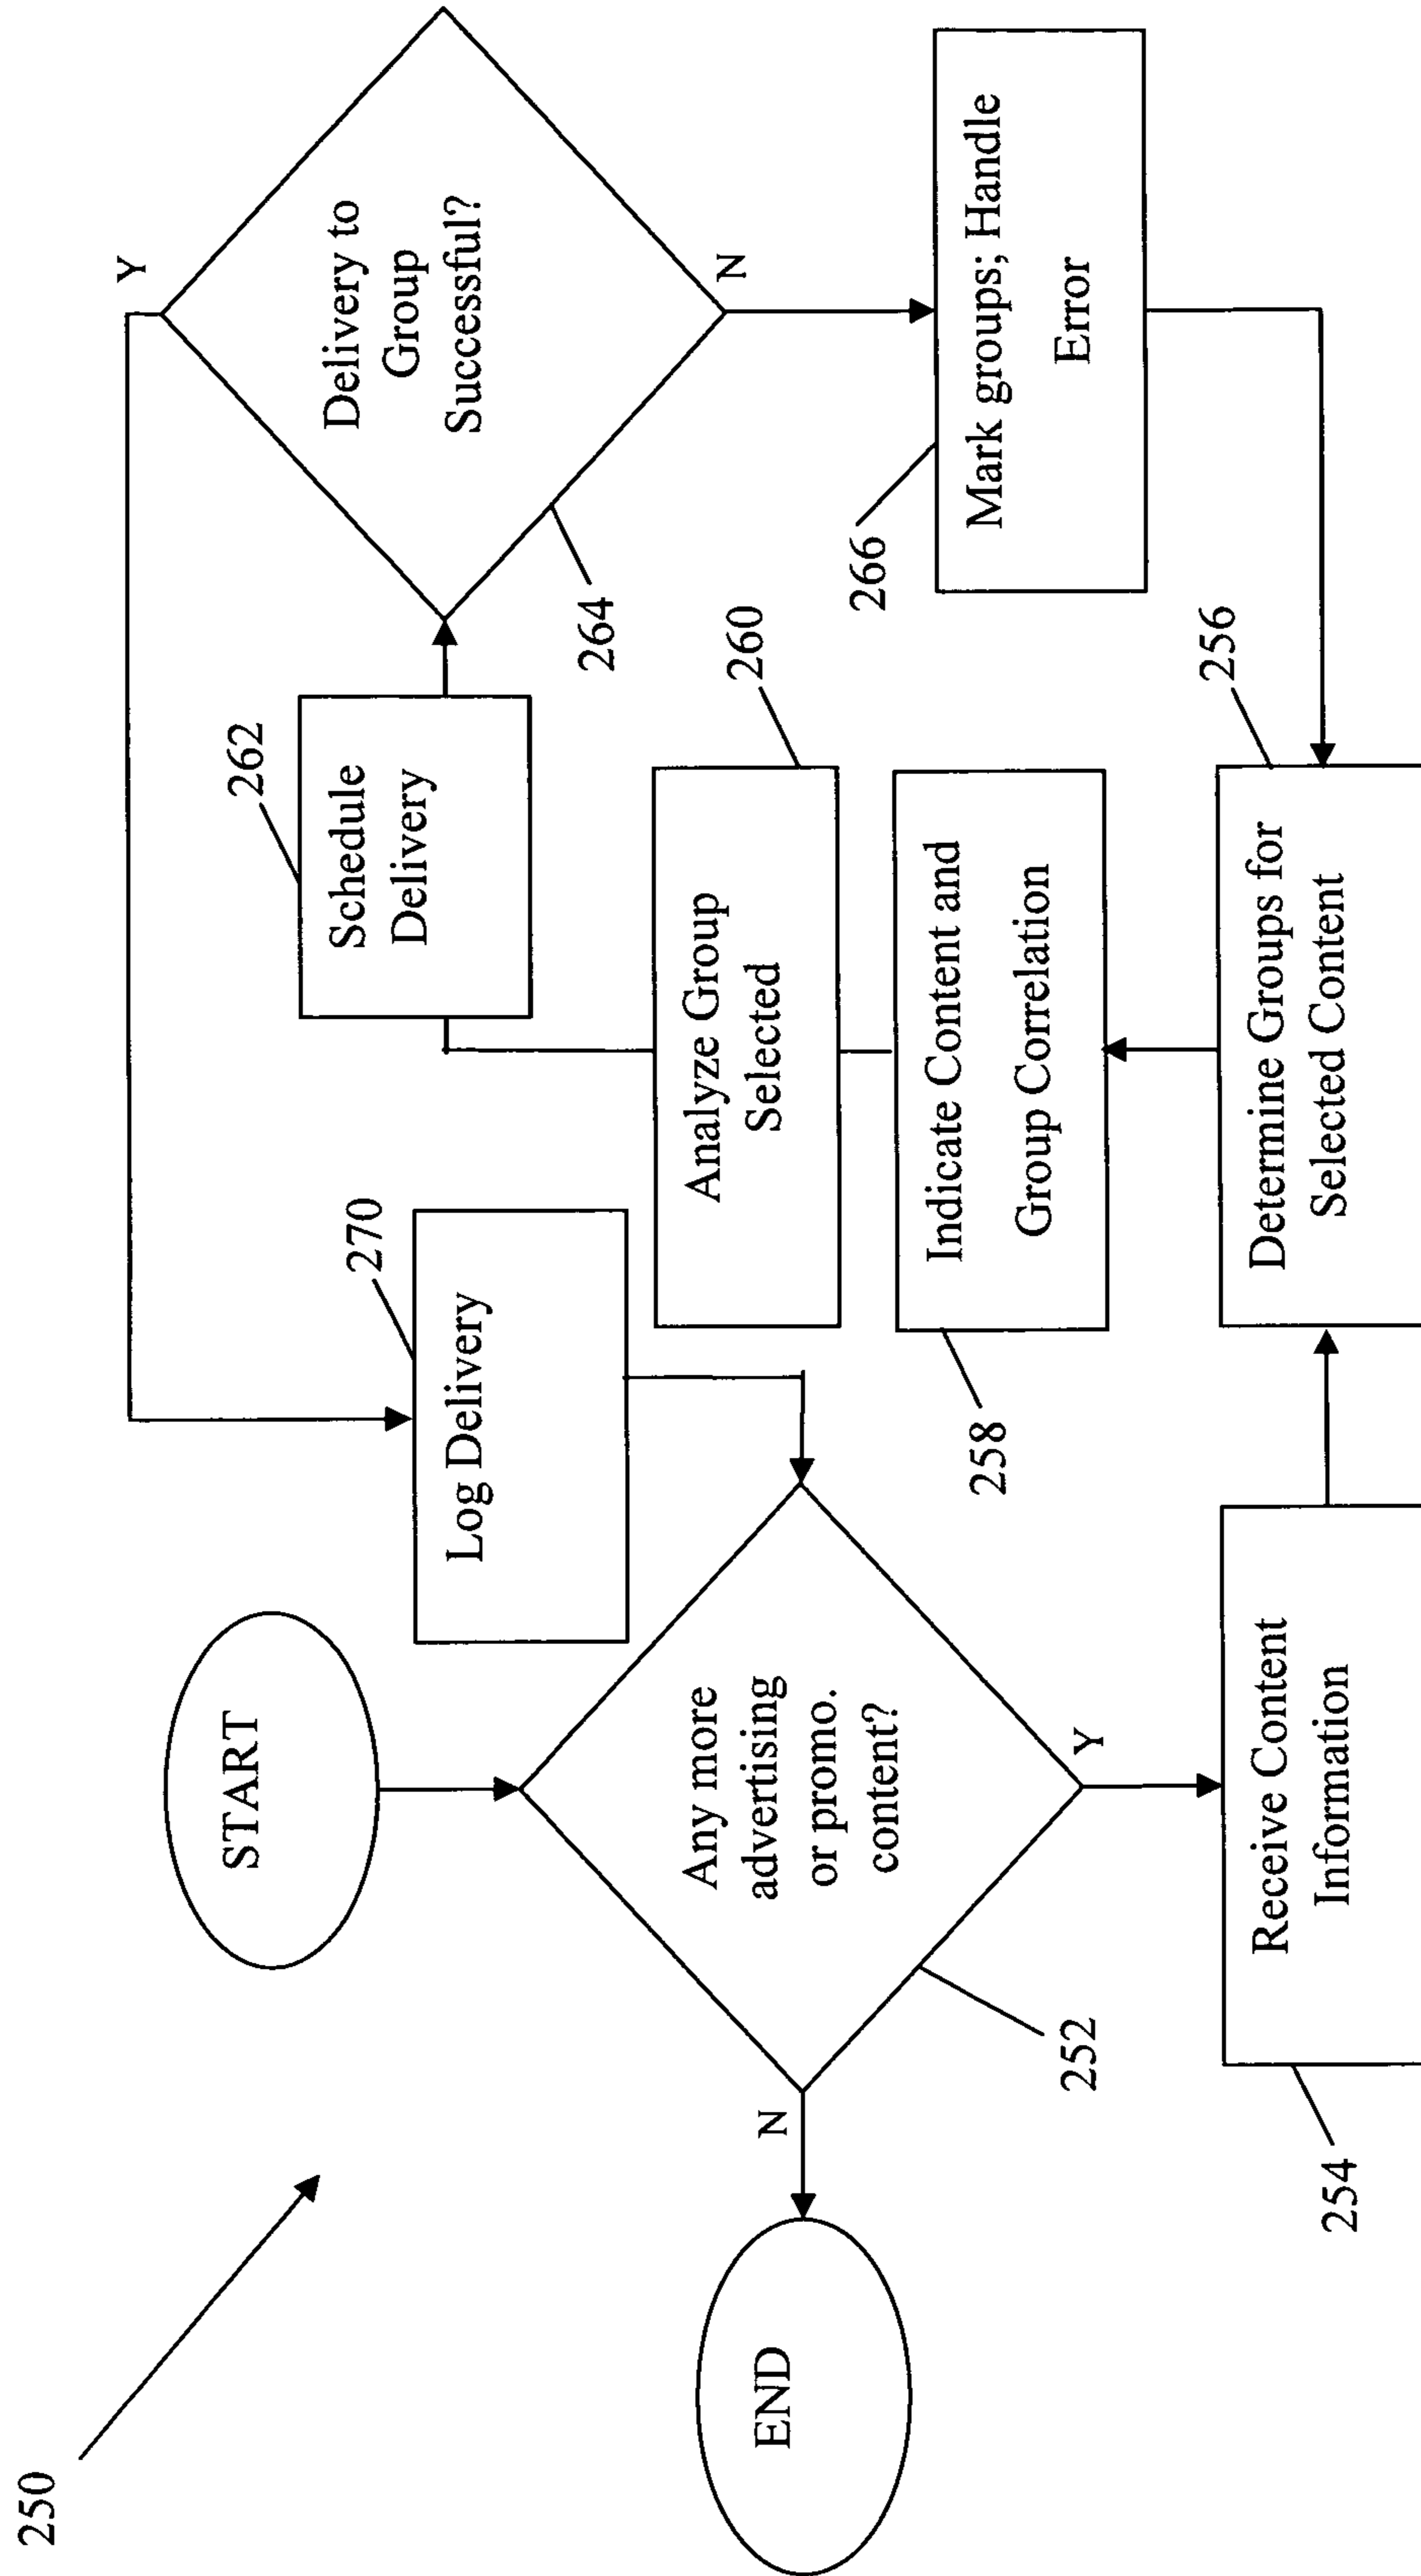 250
START
Y
262
Schedule
Delivery
Delivery to
Group
Successful?
264
N
270
Log Delivery
END
N
Any more
advertising
or promo.
content?
252
Y
Analyze Group
Selected
260
266
Mark groups; Handle
Error
Indicate Content and
Group Correlation
258
254
Receive Content
Information
Determine Groups for
Selected Content
256